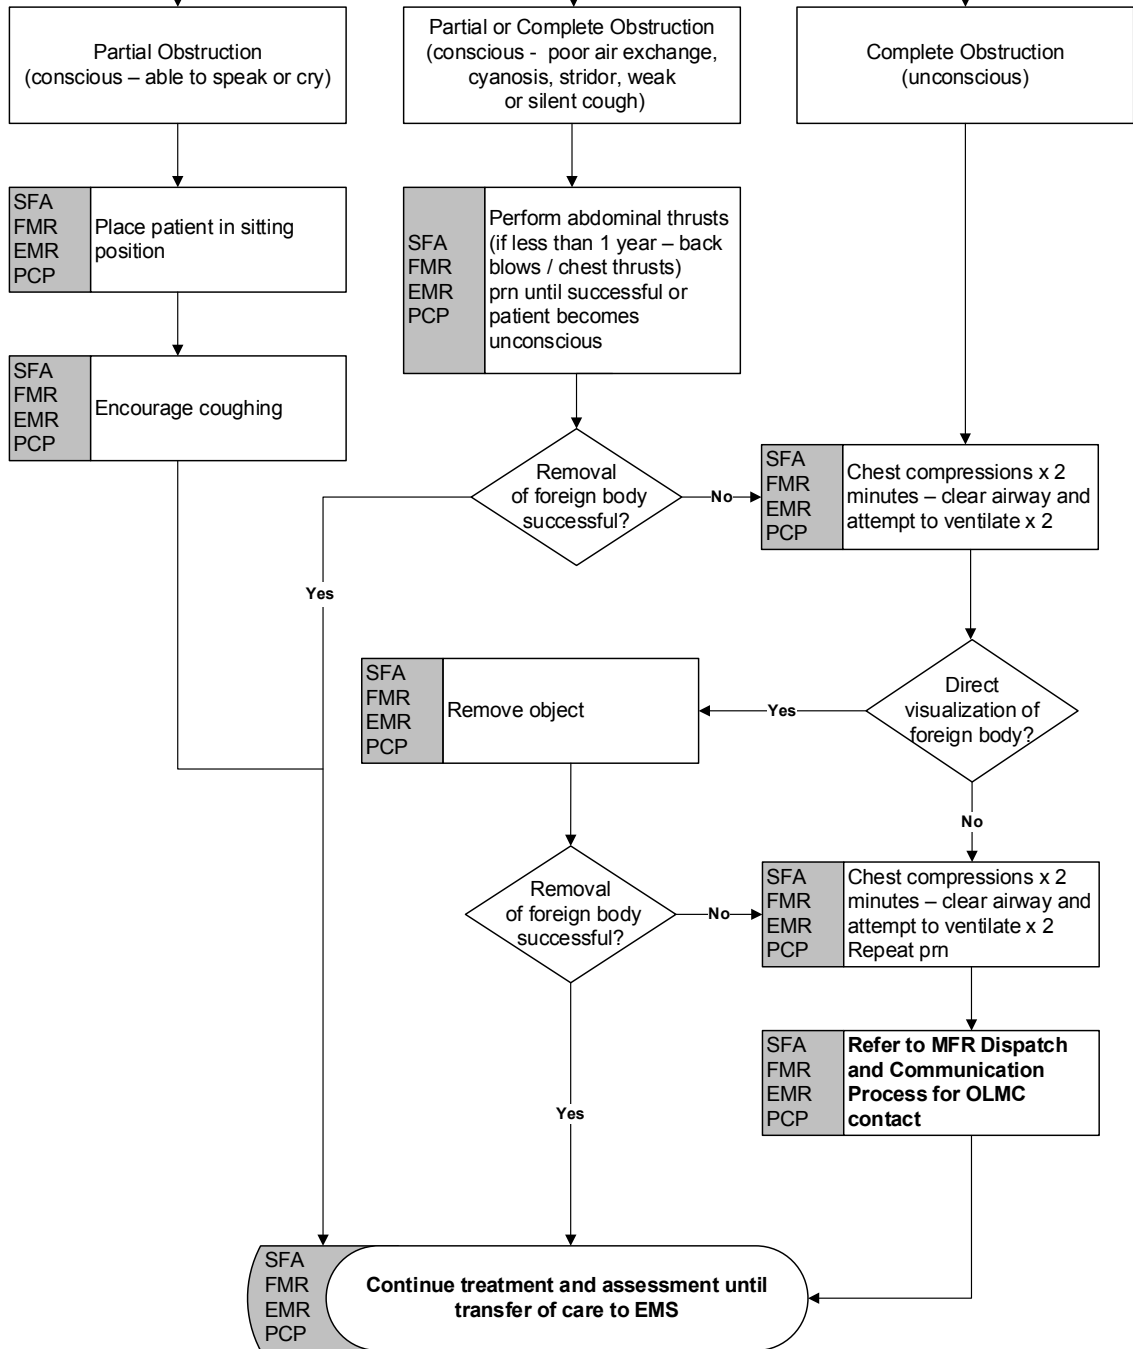 Partial Obstruction
(conscious – able to speak or cry)
Partial or Complete Obstruction
(conscious - poor air exchange,
cyanosis, stridor, weak
or silent cough)
Complete Obstruction
(unconscious)
SFA
FMR
EMR
PCP
Place patient in sitting
position
SFA
FMR
EMR
PCP
Perform abdominal thrusts
(if less than 1 year – back
blows / chest thrusts)
prn until successful or
patient becomes
unconscious
SFA
FMR
EMR
PCP
Encourage coughing
Removal
of foreign body
successful?
No
Yes
SFA
FMR
EMR
PCP
Chest compressions x 2
minutes – clear airway and
attempt to ventilate x 2
Direct
visualization of
foreign body?
Yes
No
SFA
FMR
EMR
PCP
Remove object
Removal
of foreign body
successful?
No
Yes
SFA
FMR
EMR
PCP
Chest compressions x 2
minutes – clear airway and
attempt to ventilate x 2
Repeat prn
SFA
FMR
EMR
PCP
Refer to MFR Dispatch
and Communication
Process for OLMC
contact
SFA
FMR
EMR
PCP
Continue treatment and assessment until
transfer of care to EMS